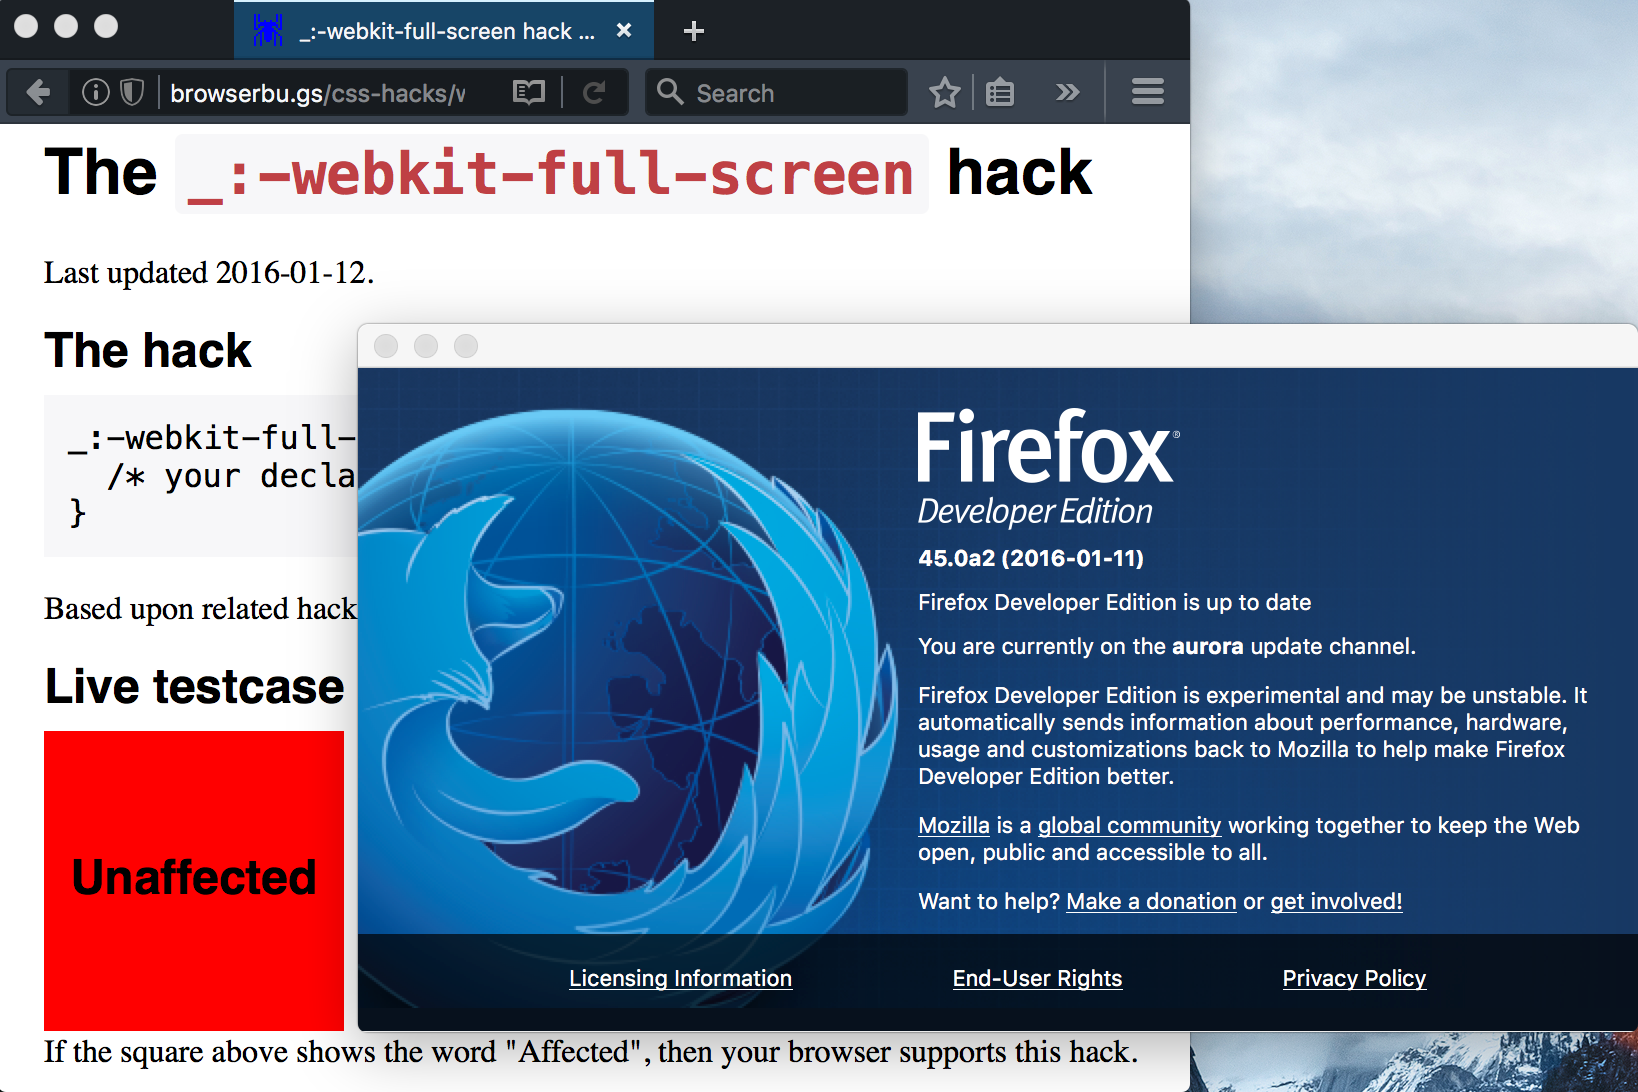 _:-webkit-full-screen hack ...
browserbu.gs/css-hacks/w
Search
The _:-webkit-full-screen hack
Last updated 2016-01-12.
The hack
_:-webkit-full-
/* your decla
}
Based upon related hack
Live testcase
Unaffected
If the square above shows the word "Affected", then your browser supports this hack.
Firefox®
Developer Edition
45.0a2 (2016-01-11)
Firefox Developer Edition is up to date
You are currently on the aurora update channel.
Firefox Developer Edition is experimental and may be unstable. It
automatically sends information about performance, hardware,
usage and customizations back to Mozilla to help make Firefox
Developer Edition better.
Mozilla is a global community working together to keep the Web
open, public and accessible to all.
Want to help? Make a donation or get involved!
Licensing Information
End-User Rights
Privacy Policy